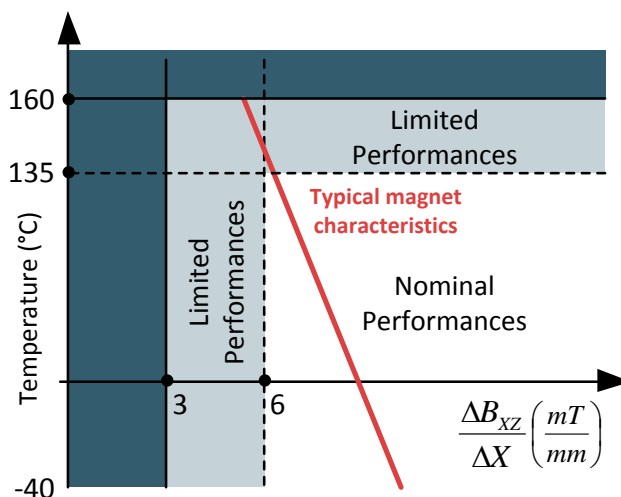 160
Limited
Performances
135
Typical magnet
characteristics
Temperature (°C)
Limited
Performances
Nominal
Performances
3
6
ΔB_XZ / ΔX (mT / mm)
-40